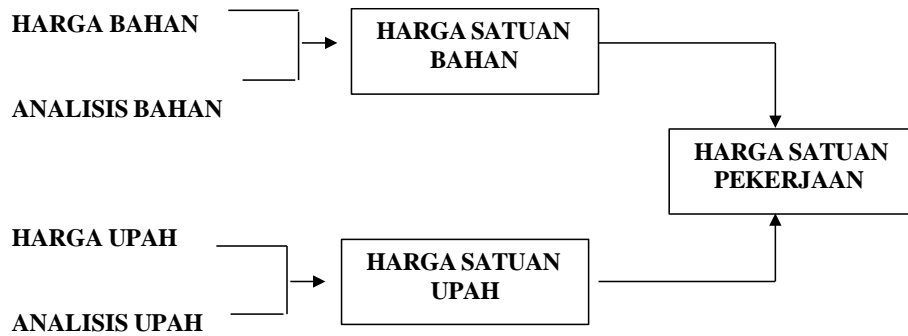 HARGA BAHAN
ANALISIS BAHAN
HARGA SATUAN
BAHAN
HARGA UPAH
ANALISIS UPAH
HARGA SATUAN
UPAH
HARGA SATUAN
PEKERJAAN